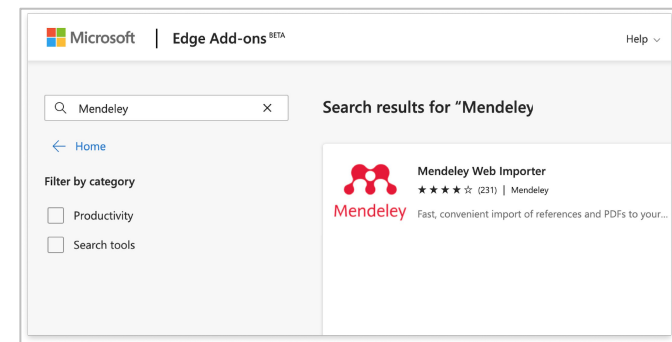 Microsoft | Edge Add-ons BETA
Help
Mendeley
Home
Filter by category
Productivity
Search tools
Search results for “Mendeley
Mendeley
Mendeley Web Importer
(231) | Mendeley
Fast, convenient import of references and PDFs to your...